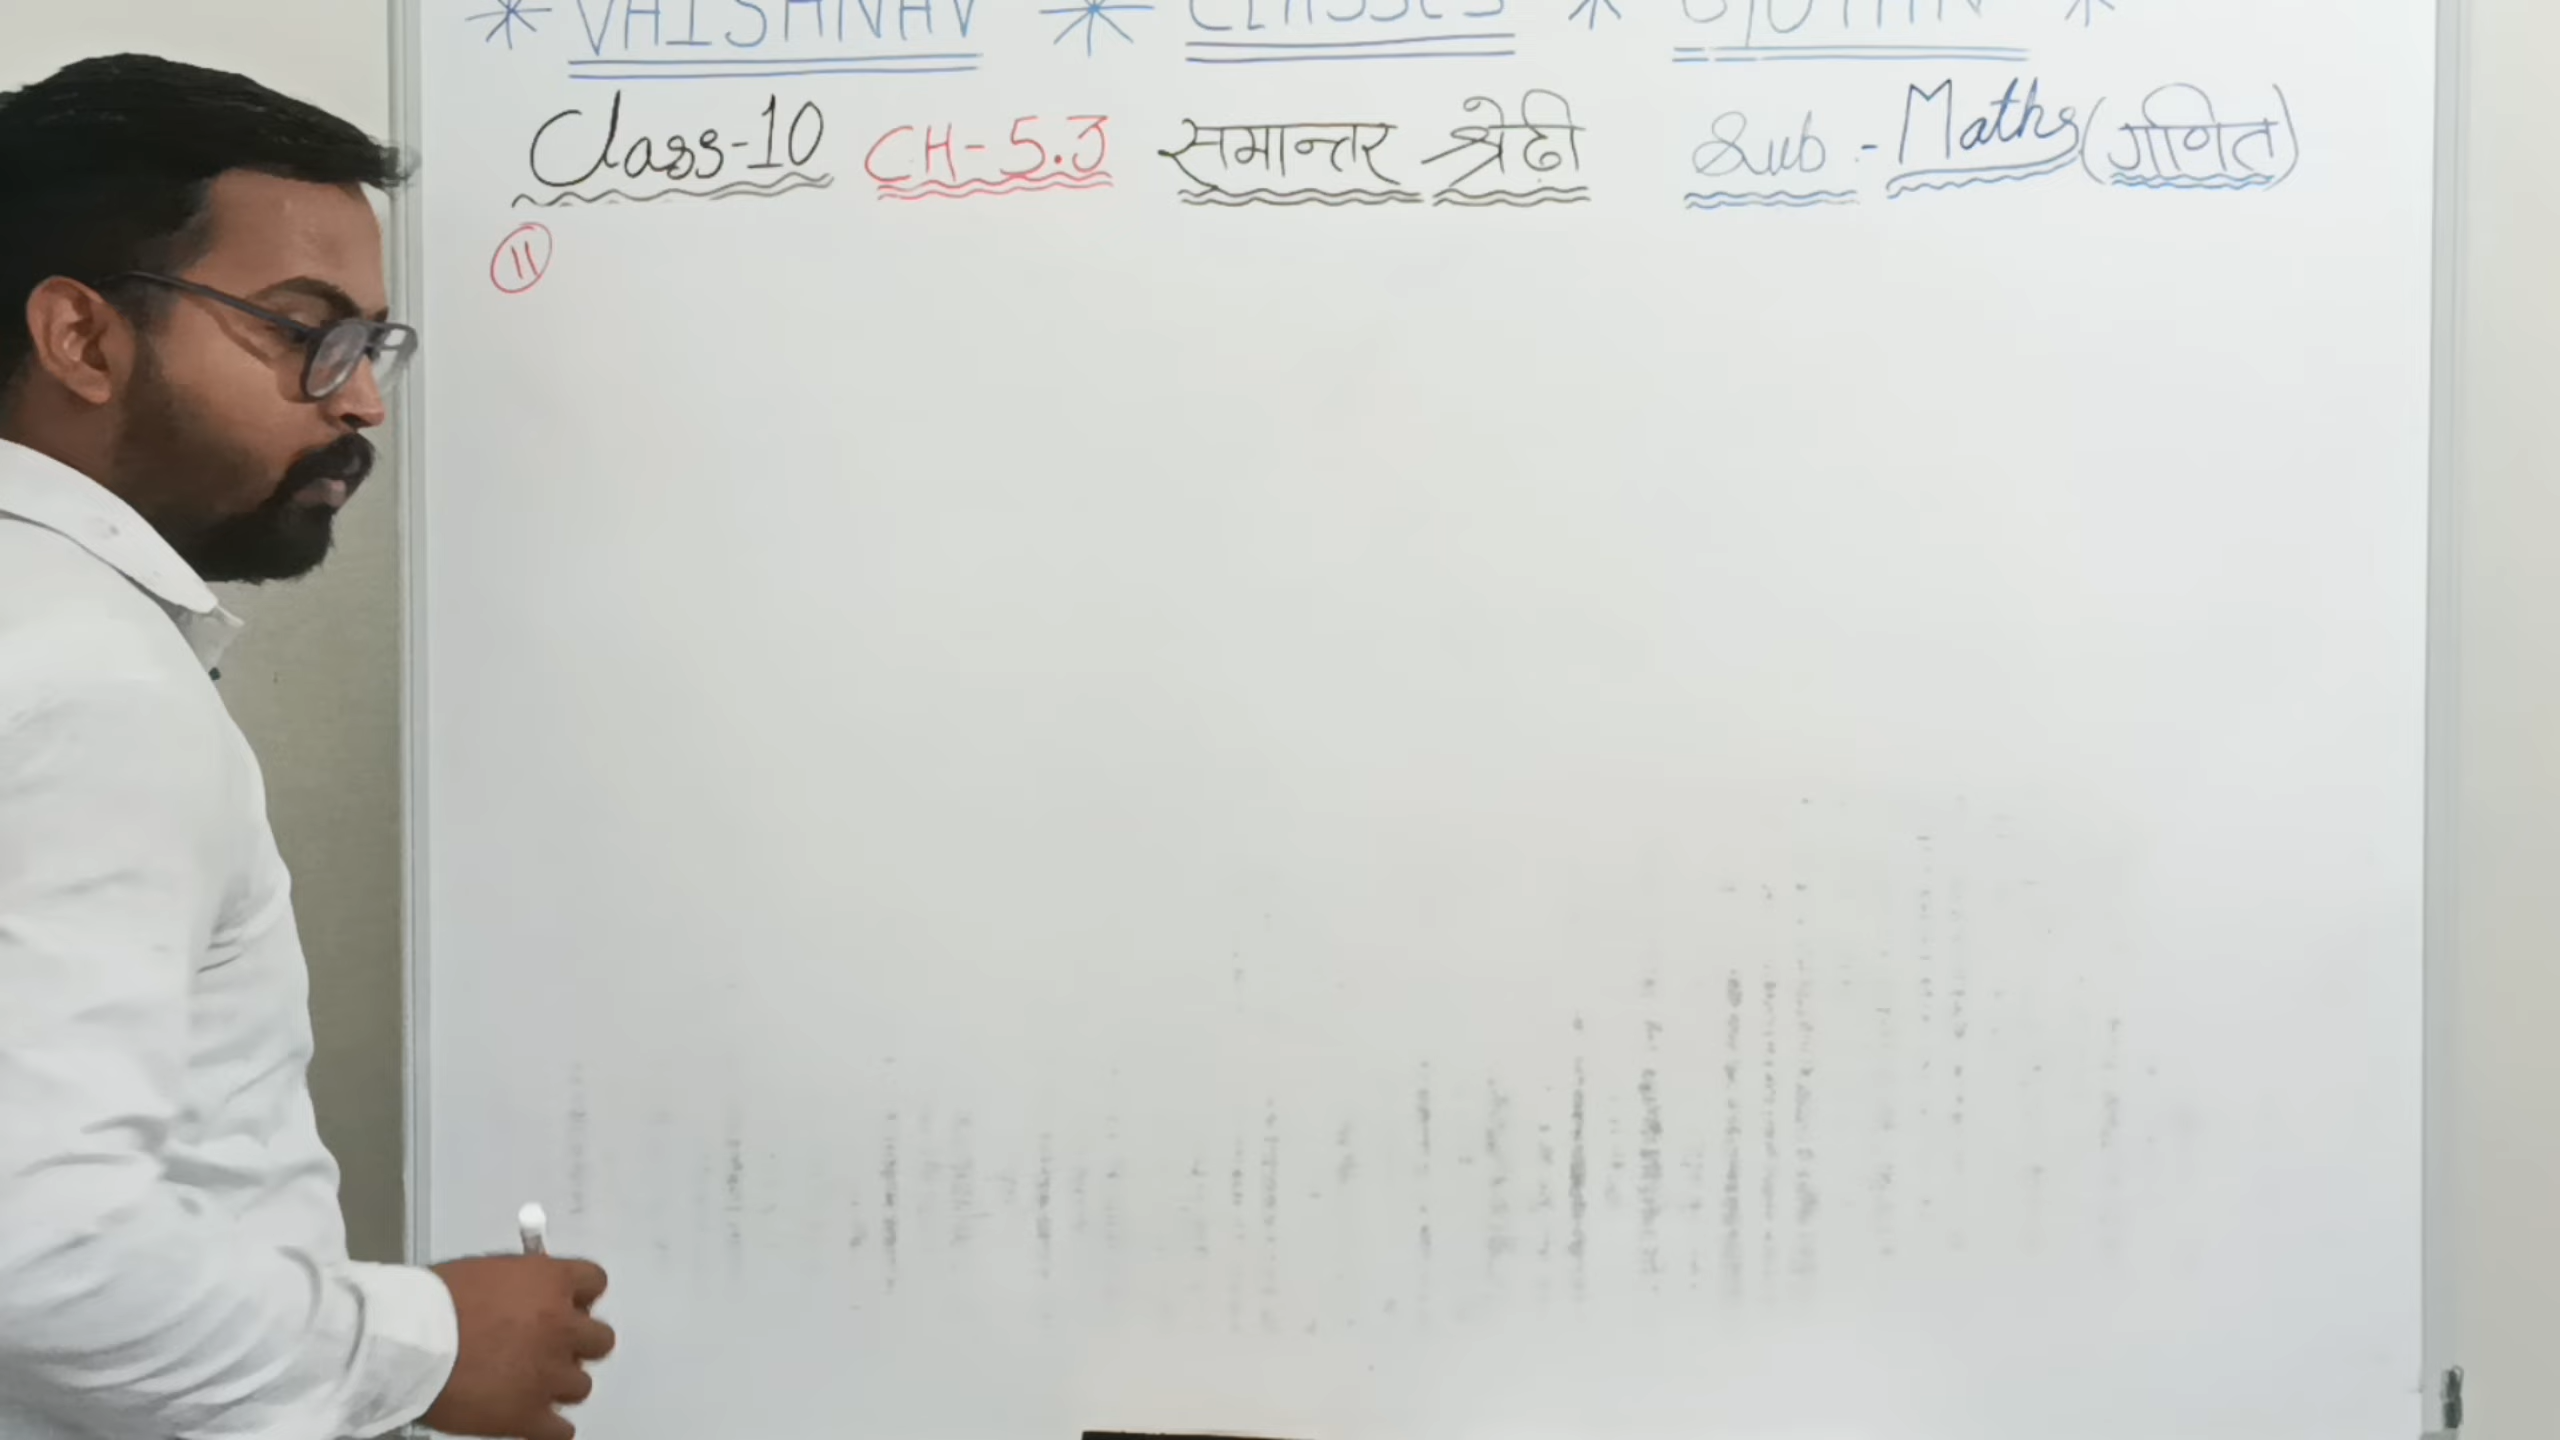 * VAISHNAV * CLASSES * *
Class-10 CH-5.3 समान्तर श्रेढ़ी Sub.- Maths (गणित)
11